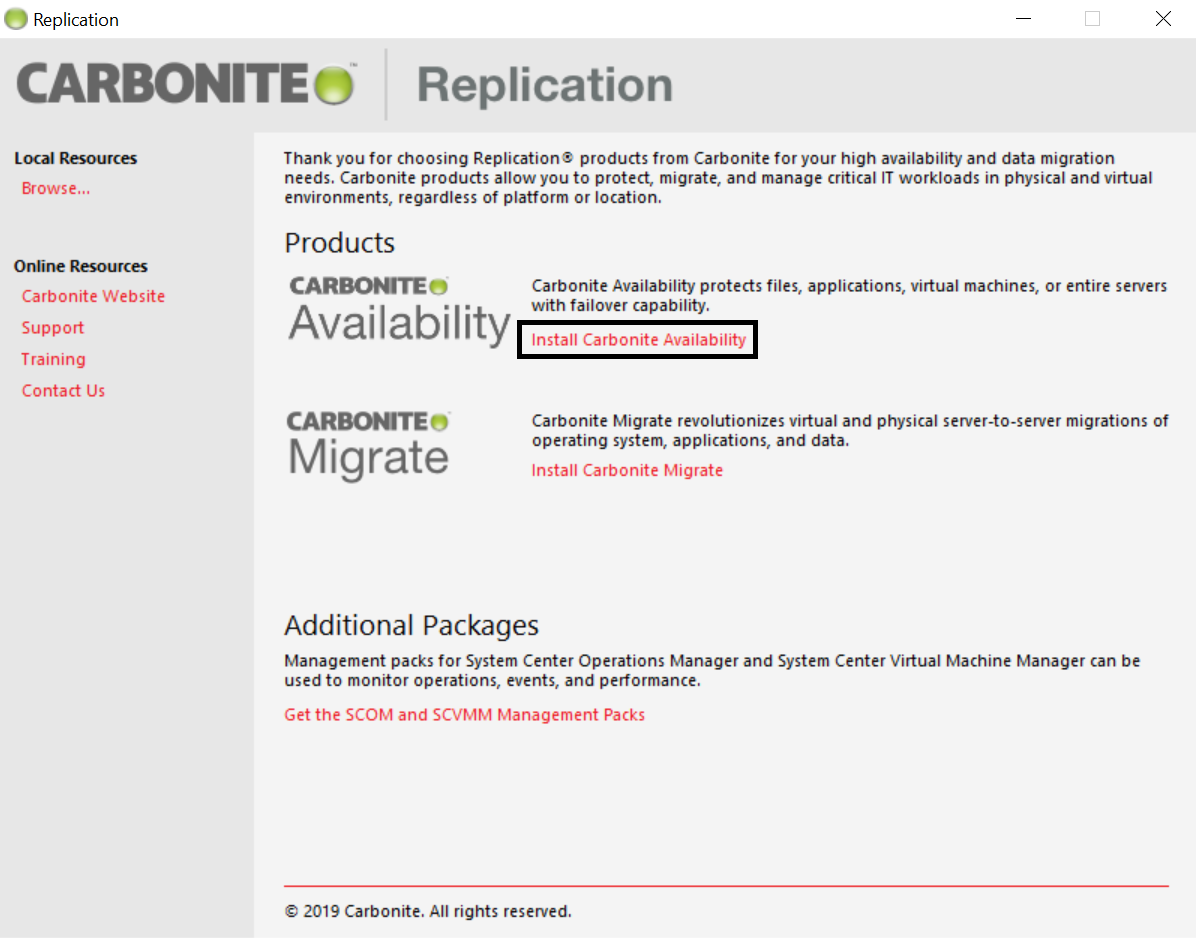 Replication
CARBONITE™
Replication
Local Resources
Browse...
Online Resources
Carbonite Website
Support
Training
Contact Us
Thank you for choosing Replication® products from Carbonite for your high availability and data migration
needs. Carbonite products allow you to protect, migrate, and manage critical IT workloads in physical and virtual
environments, regardless of platform or location.
Products
CARBONITE
Availability
Carbonite Availability protects files, applications, virtual machines, or entire servers
with failover capability.
Install Carbonite Availability
CARBONITE
Migrate
Carbonite Migrate revolutionizes virtual and physical server-to-server migrations of
operating system, applications, and data.
Install Carbonite Migrate
Additional Packages
Management packs for System Center Operations Manager and System Center Virtual Machine Manager can be
used to monitor operations, events, and performance.
Get the SCOM and SCVMM Management Packs
© 2019 Carbonite. All rights reserved.